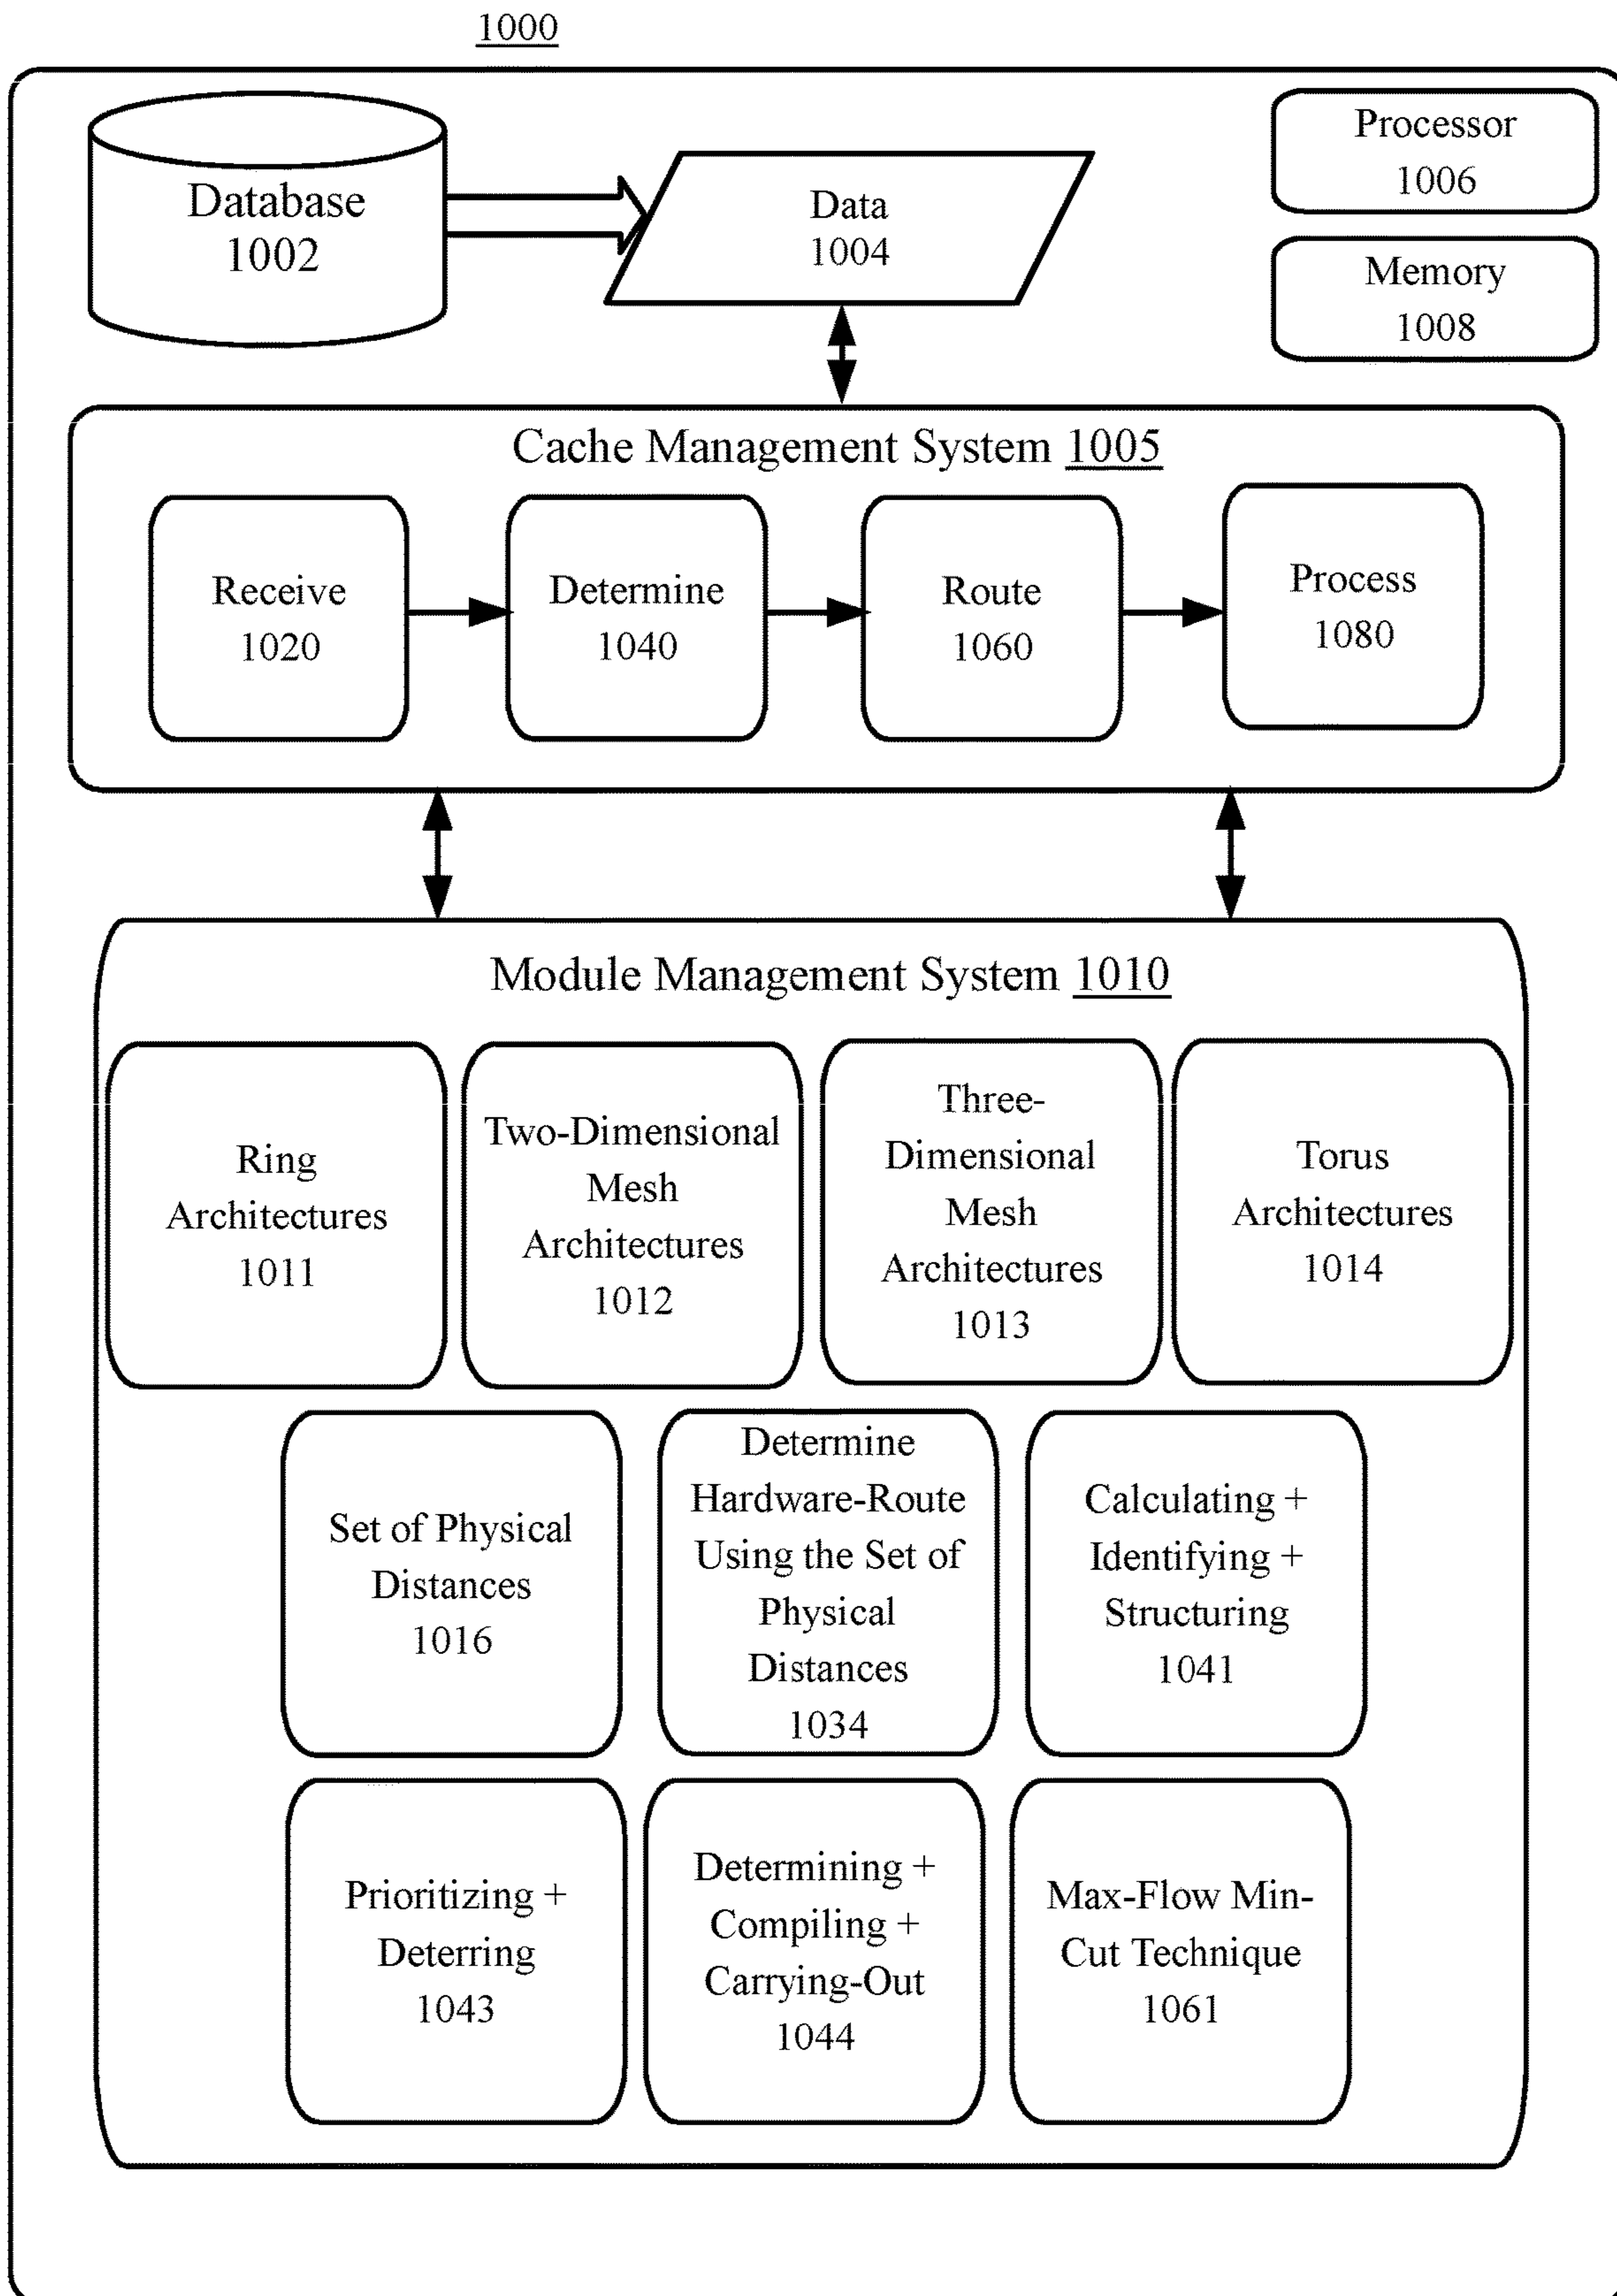 1000
Database
1002
Data
1004
Processor
1006
Memory
1008
Cache Management System 1005
Receive
1020
Determine
1040
Route
1060
Process
1080
Module Management System 1010
Ring
Architectures
1011
Two-Dimensional
Mesh
Architectures
1012
Three-
Dimensional
Mesh
Architectures
1013
Torus
Architectures
1014
Set of Physical
Distances
1016
Determine
Hardware-Route
Using the Set of
Physical
Distances
1034
Calculating +
Identifying +
Structuring
1041
Prioritizing +
Deterring
1043
Determining +
Compiling +
Carrying-Out
1044
Max-Flow Min-
Cut Technique
1061